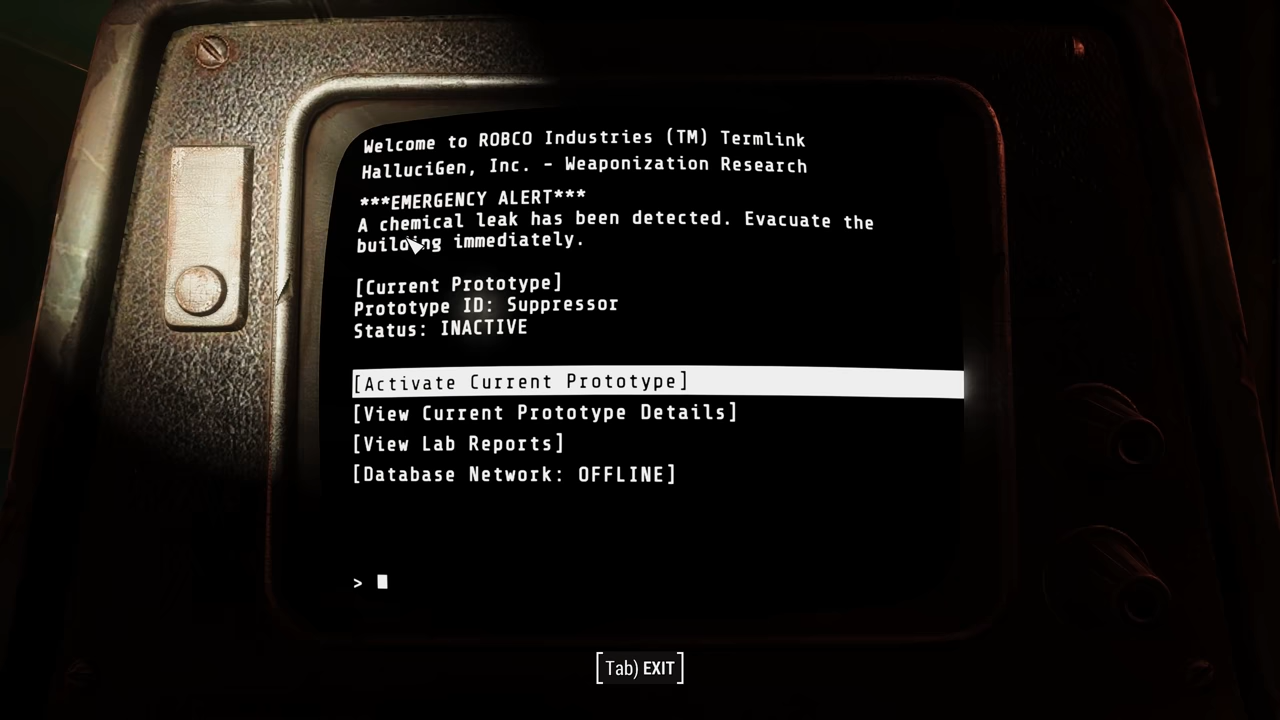 Welcome to ROBCO Industries (TM) Termlink
HalluciGen, Inc. - Weaponization Research
***EMERGENCY ALERT***
A chemical leak has been detected. Evacuate the
building immediately.
[Current Prototype]
Prototype ID: Suppressor
Status: INACTIVE
[Activate Current Prototype]
[View Current Prototype Details]
[View Lab Reports]
[Database Network: OFFLINE]
>
[Tab) EXIT]